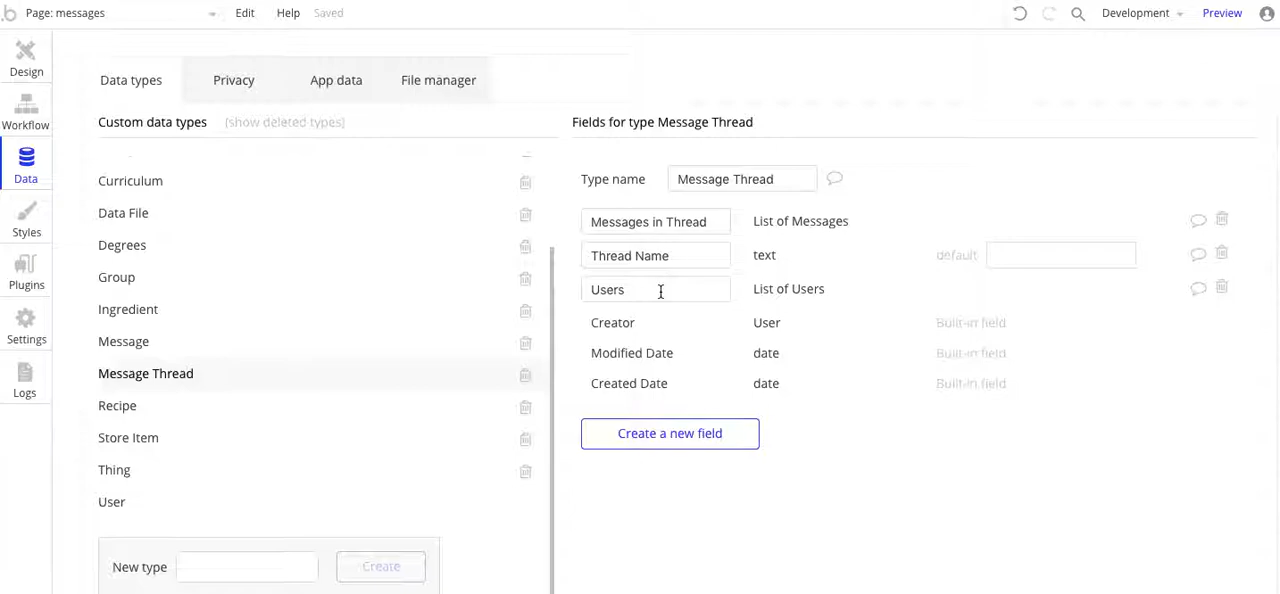 .b Page: messages Edit Help Saved Development Preview
Design
Workflow
Data
Styles
Plugins
Settings
Logs
Data types Privacy App data File manager
Custom data types (show deleted types)
Curriculum
Data File
Degrees
Group
Ingredient
Message
Message Thread
Recipe
Store Item
Thing
User
New type Create
Fields for type Message Thread
Type name Message Thread
Messages in Thread List of Messages
Thread Name text default
Users List of Users
Creator User Built-in field
Modified Date date Built-in field
Created Date date Built-in field
Create a new field